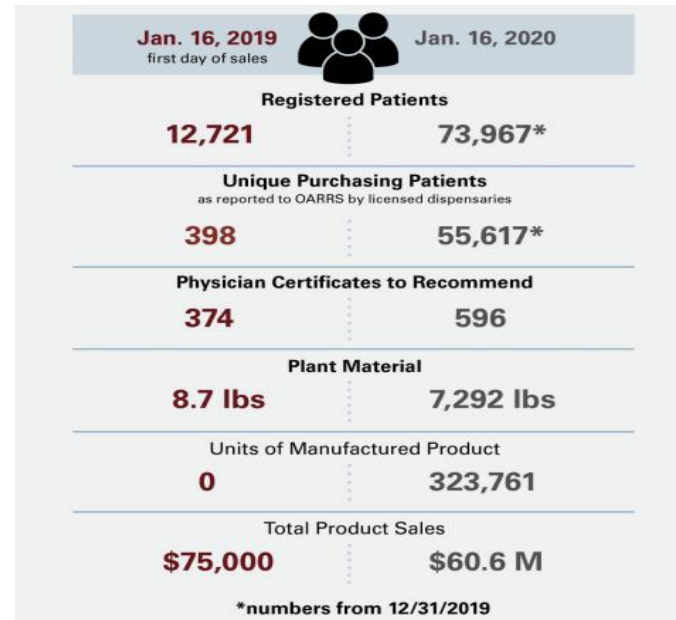 Jan. 16, 2019 Jan. 16, 2020
first day of sales
Registered Patients
12,721 73,967*
Unique Purchasing Patients
as reported to OARRS by licensed dispensaries
398 55,617*
Physician Certificates to Recommend
374 596
Plant Material
8.7 lbs 7,292 lbs
Units of Manufactured Product
0 323,761
Total Product Sales
$75,000 $60.6 M
*numbers from 12/31/2019